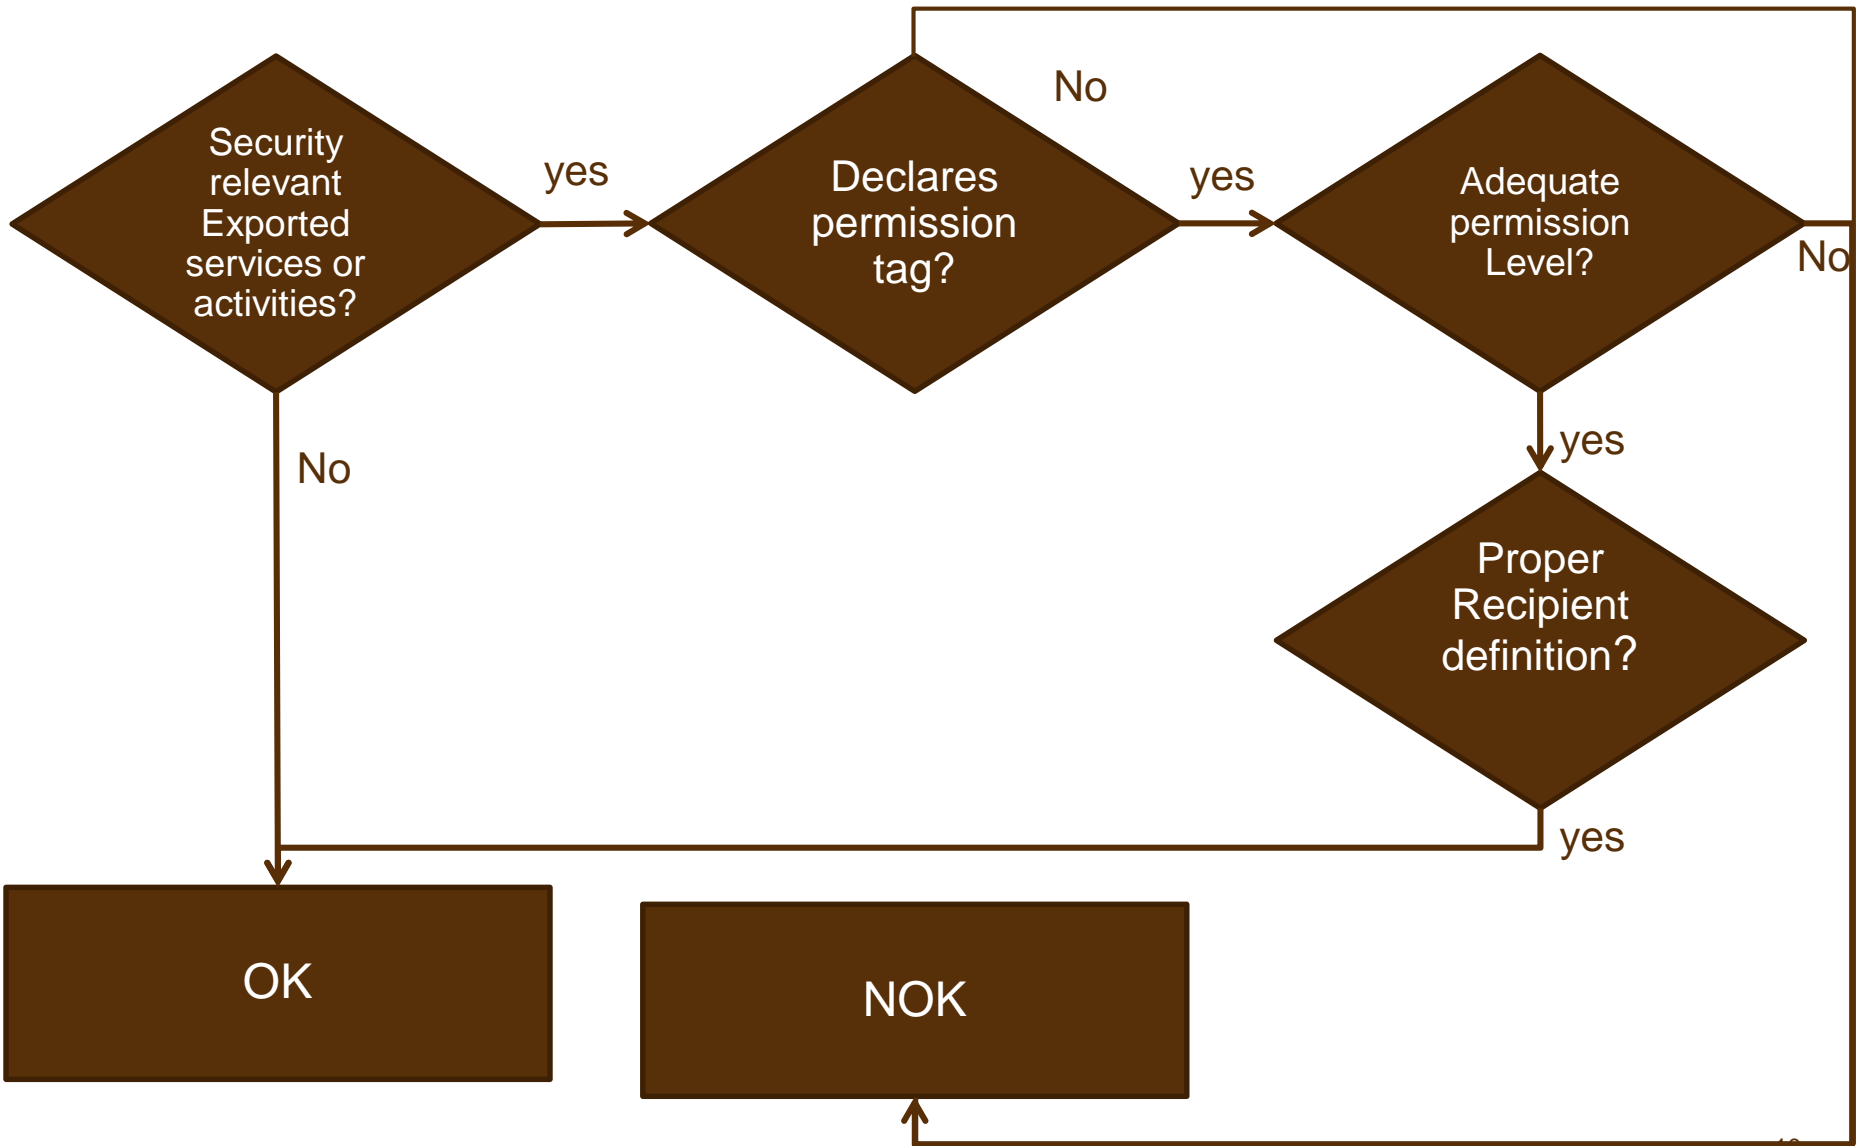 Security
relevant
Exported
services or
activities?
yes
No
Declares
permission
tag?
No
yes
Adequate
permission
Level?
No
yes
Proper
Recipient
definition?
yes
OK
NOK